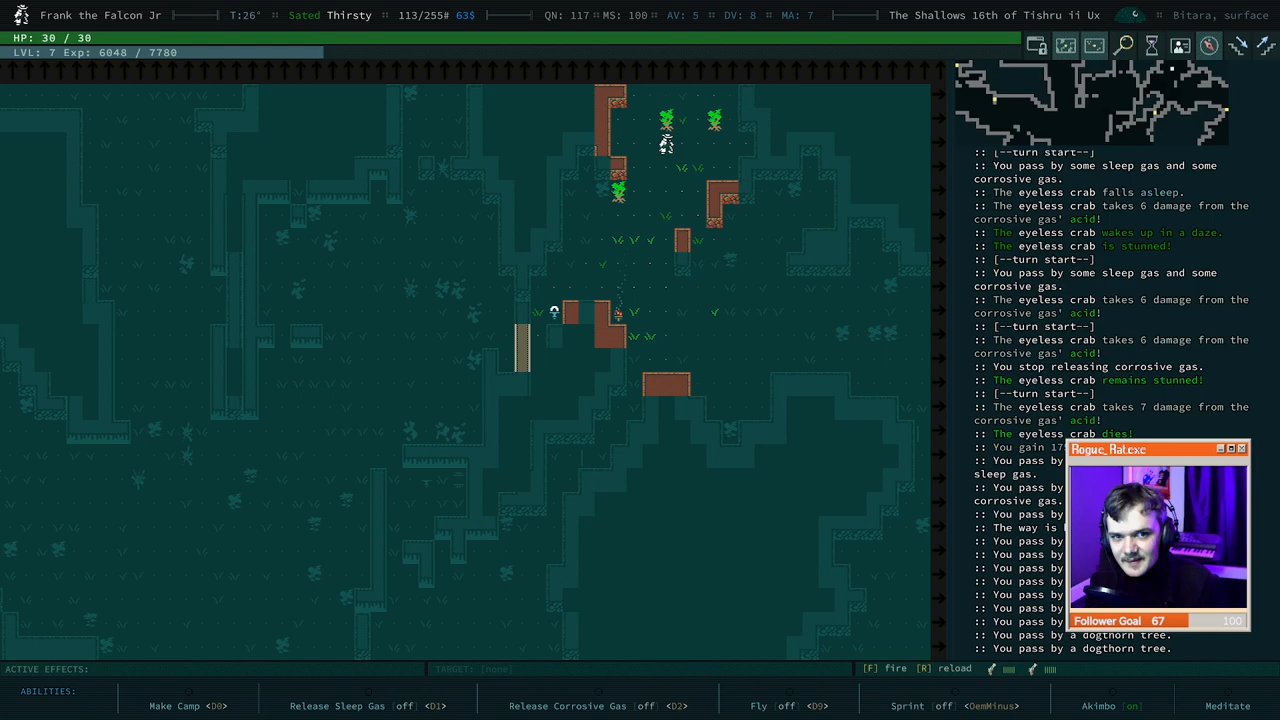 Frank the Falcon Jr T:26° :: Sated Thirsty :: 113/255# 63$ QN: 117 :: MS: 100 :: AV: 5 :: DV: 8 :: MA: 7 The Shallows 16th of Tishru ii Ux :: Bitara, surface
HP: 30 / 30
LVL: 7 Exp: 6048 / 7780
:: [--turn start--]
:: You pass by some sleep gas and some
corrosive gas.
:: The eyeless crab falls asleep.
:: The eyeless crab takes 6 damage from the
corrosive gas' acid!
:: The eyeless crab wakes up in a daze.
:: The eyeless crab is stunned!
:: [--turn start--]
:: You pass by some sleep gas and some
corrosive gas.
:: The eyeless crab takes 6 damage from the
corrosive gas' acid!
:: [--turn start--]
:: The eyeless crab takes 6 damage from the
corrosive gas' acid!
:: You stop releasing corrosive gas.
:: The eyeless crab remains stunned!
:: [--turn start--]
:: The eyeless crab takes 7 damage from the
corrosive gas' acid!
:: The eyeless crab dies!
:: You gain 17
:: You pass by
sleep gas.
:: You pass by
corrosive gas.
:: You pass by
:: The way is
:: You pass by
:: You pass by
:: You pass by
:: You pass by
:: You pass by
:: You pass by
:: You pass by
:: You pass by a dogthorn tree.
:: You pass by a dogthorn tree.
Rogue_Rat.exe
Follower Goal 67 100
ACTIVE EFFECTS: TARGET: [none] [F] fire [R] reload
ABILITIES: Make Camp <D0> Release Sleep Gas [off] <D1> Release Corrosive Gas [off] <D2> Fly [off] <D9> Sprint [off] <OemMinus> Akimbo [on] Meditate